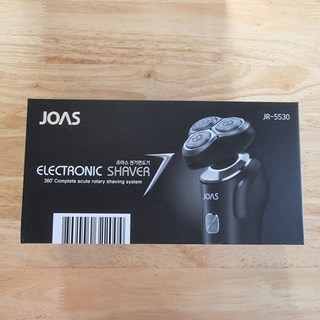 JOAS
JR-5530
조아스 전기면도기
ELECTRONIC SHAVER
360° Complete acute rotary shaving system
JOAS